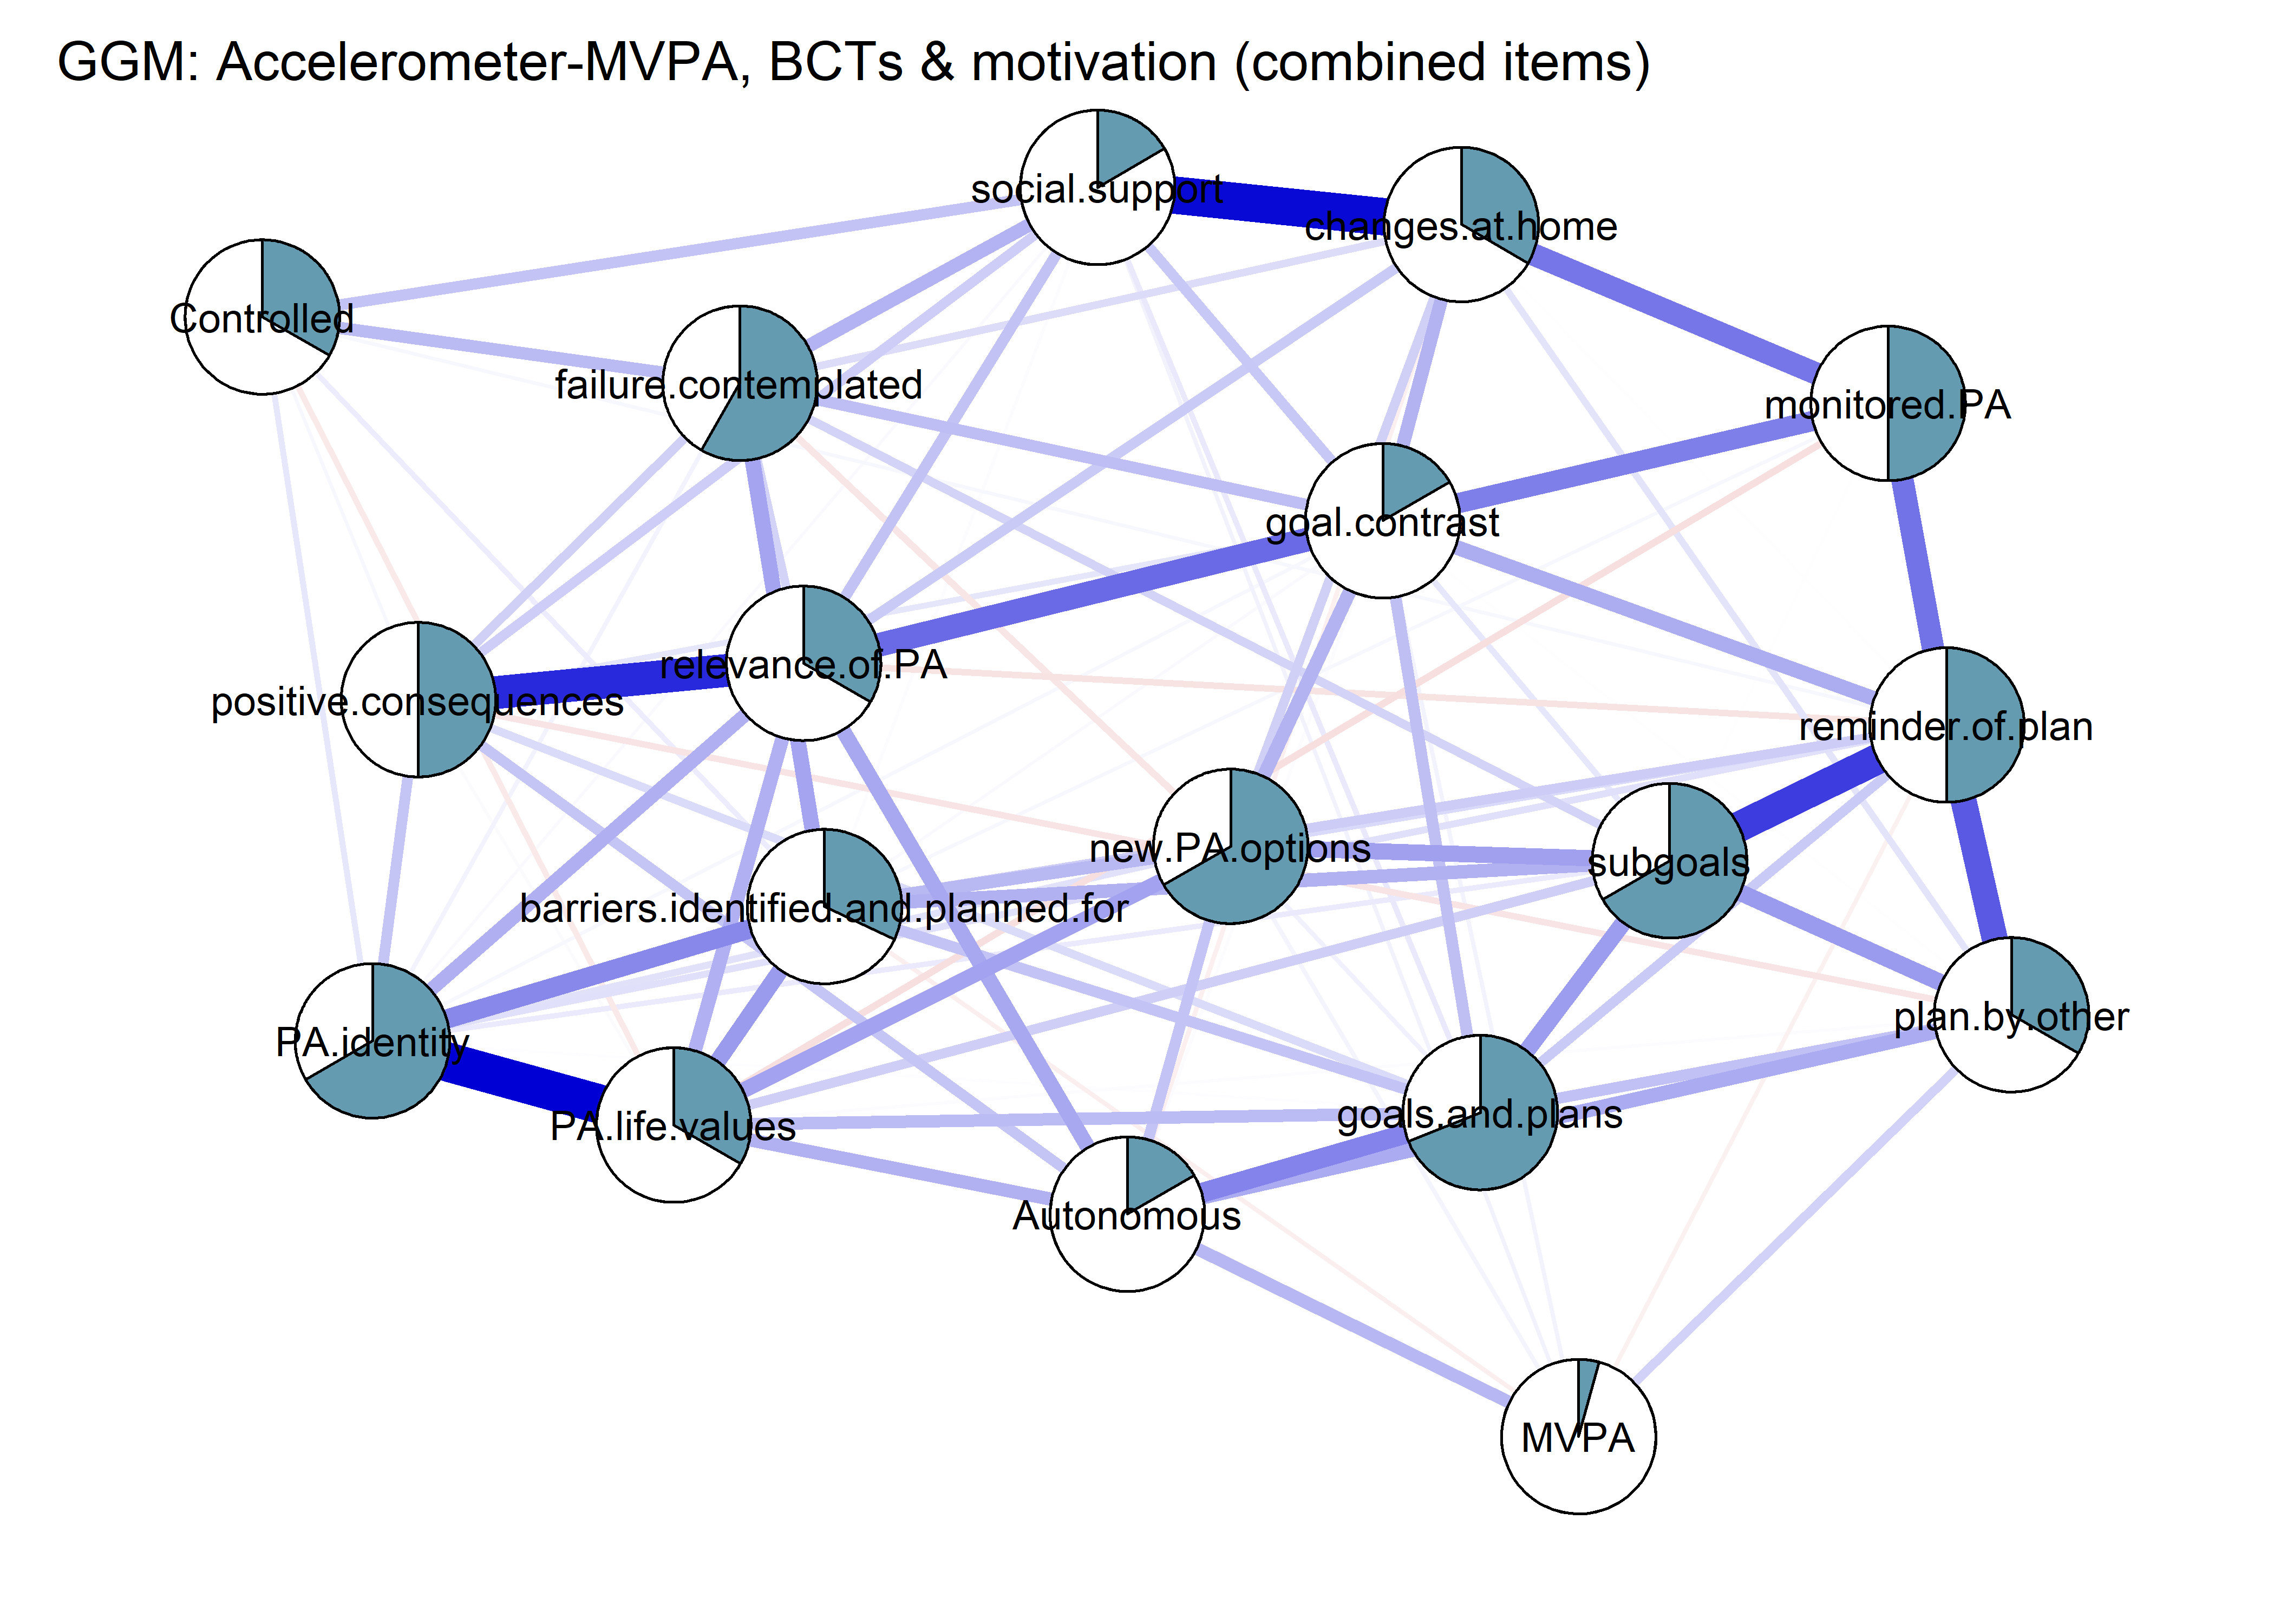 GGM: Accelerometer-MVPA, BCTs & motivation (combined items)
social.support
changes.at.home
Controlled
failure.contemplated
monitored.PA
goal.contrast
relevance.of.PA
positive.consequences
reminder.of.plan
new.PA.options
subgoals
barriers.identified.and.planned.for
plan.by.other
PA.identity
PA.life.values
goals.and.plans
Autonomous
MVPA